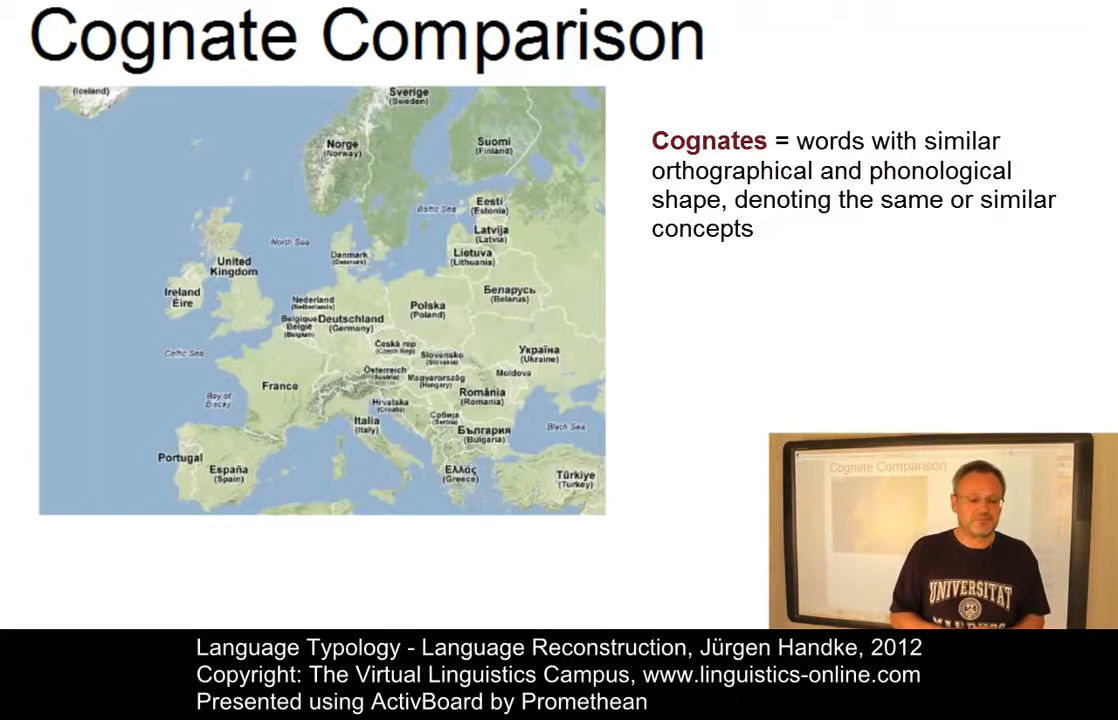 Cognate Comparison
(Iceland)
Sverige
(Sweden)
Norge
(Norway)
Suomi
(Finland)
Eesti
(Estonia)
Baltic Sea
Latvija
(Latvia)
North Sea
Danmark
(Denmark)
Lietuva
(Lithuania)
United
Kingdom
Ireland
Éire
Беларусь
(Belarus)
Nederland
(Netherlands)
Polska
(Poland)
Belgique
België
(Belgium)
Deutschland
(Germany)
Česká rep
(Czech Rep)
Україна
(Ukraine)
Celtic Sea
Slovensko
(Slovakia)
Österreich
(Austria)
Magyarország
(Hungary)
Moldova
France
Bay of
Biscay
Hrvatska
(Croatia)
România
(Romania)
Italia
(Italy)
Србија
(Serbia)
България
(Bulgaria)
Black Sea
Portugal
España
(Spain)
Ελλάς
(Greece)
Türkiye
(Turkey)
Cognates = words with similar
orthographical and phonological
shape, denoting the same or similar
concepts
Cognate Comparison
UNIVERSITAT
Language Typology - Language Reconstruction, Jürgen Handke, 2012
Copyright: The Virtual Linguistics Campus, www.linguistics-online.com
Presented using ActivBoard by Promethean